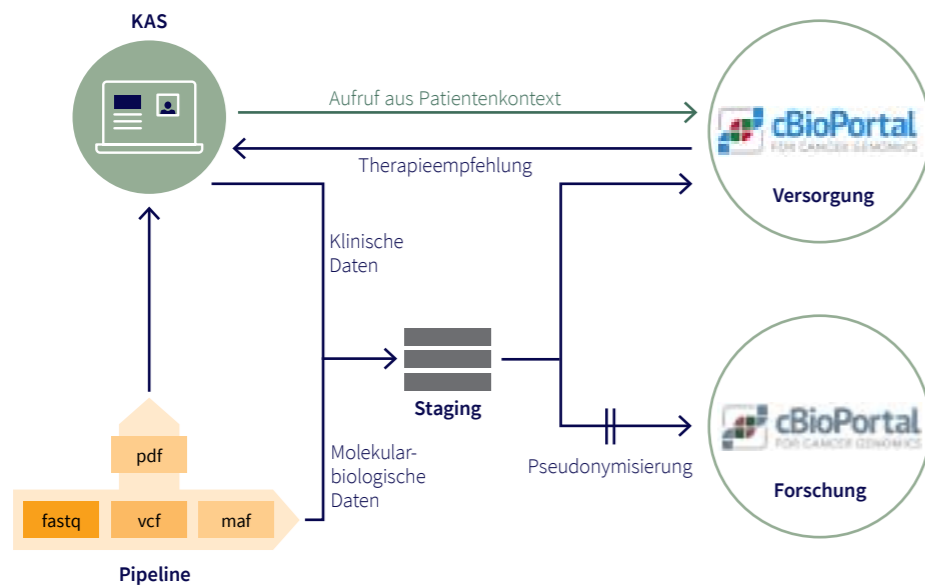 KAS
Aufruf aus Patientenkontext
cBioPortal
FOR CANCER GENOMICS
Therapieempfehlung
Versorgung
Klinische
Daten
Staging
cBioPortal
FOR CANCER GENOMICS
pdf
Molekular-
biologische
Daten
Pseudonymisierung
Forschung
fastq
vcf
maf
Pipeline